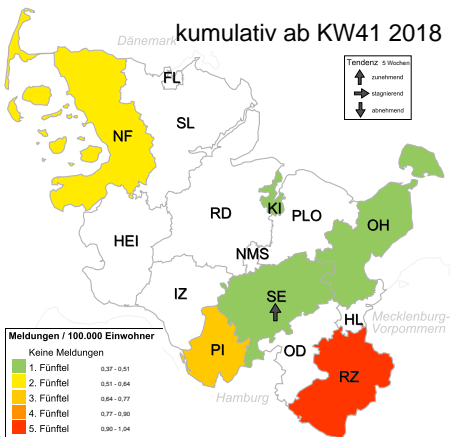 kumulativ ab KW41 2018
Dänemark
Tendenz 5 Wochen
zunehmend
stagnierend
abnehmend
FL
SL
NF
RD
KI
PLO
OH
HEI
NMS
IZ
SE
HL
Mecklenburg-
Vorpommern
PI
OD
RZ
Hamburg
Meldungen / 100.000 Einwohner
Keine Meldungen
1. Fünftel 0,37 - 0,51
2. Fünftel 0,51 - 0,64
3. Fünftel 0,64 - 0,77
4. Fünftel 0,77 - 0,90
5. Fünftel 0,90 - 1,04